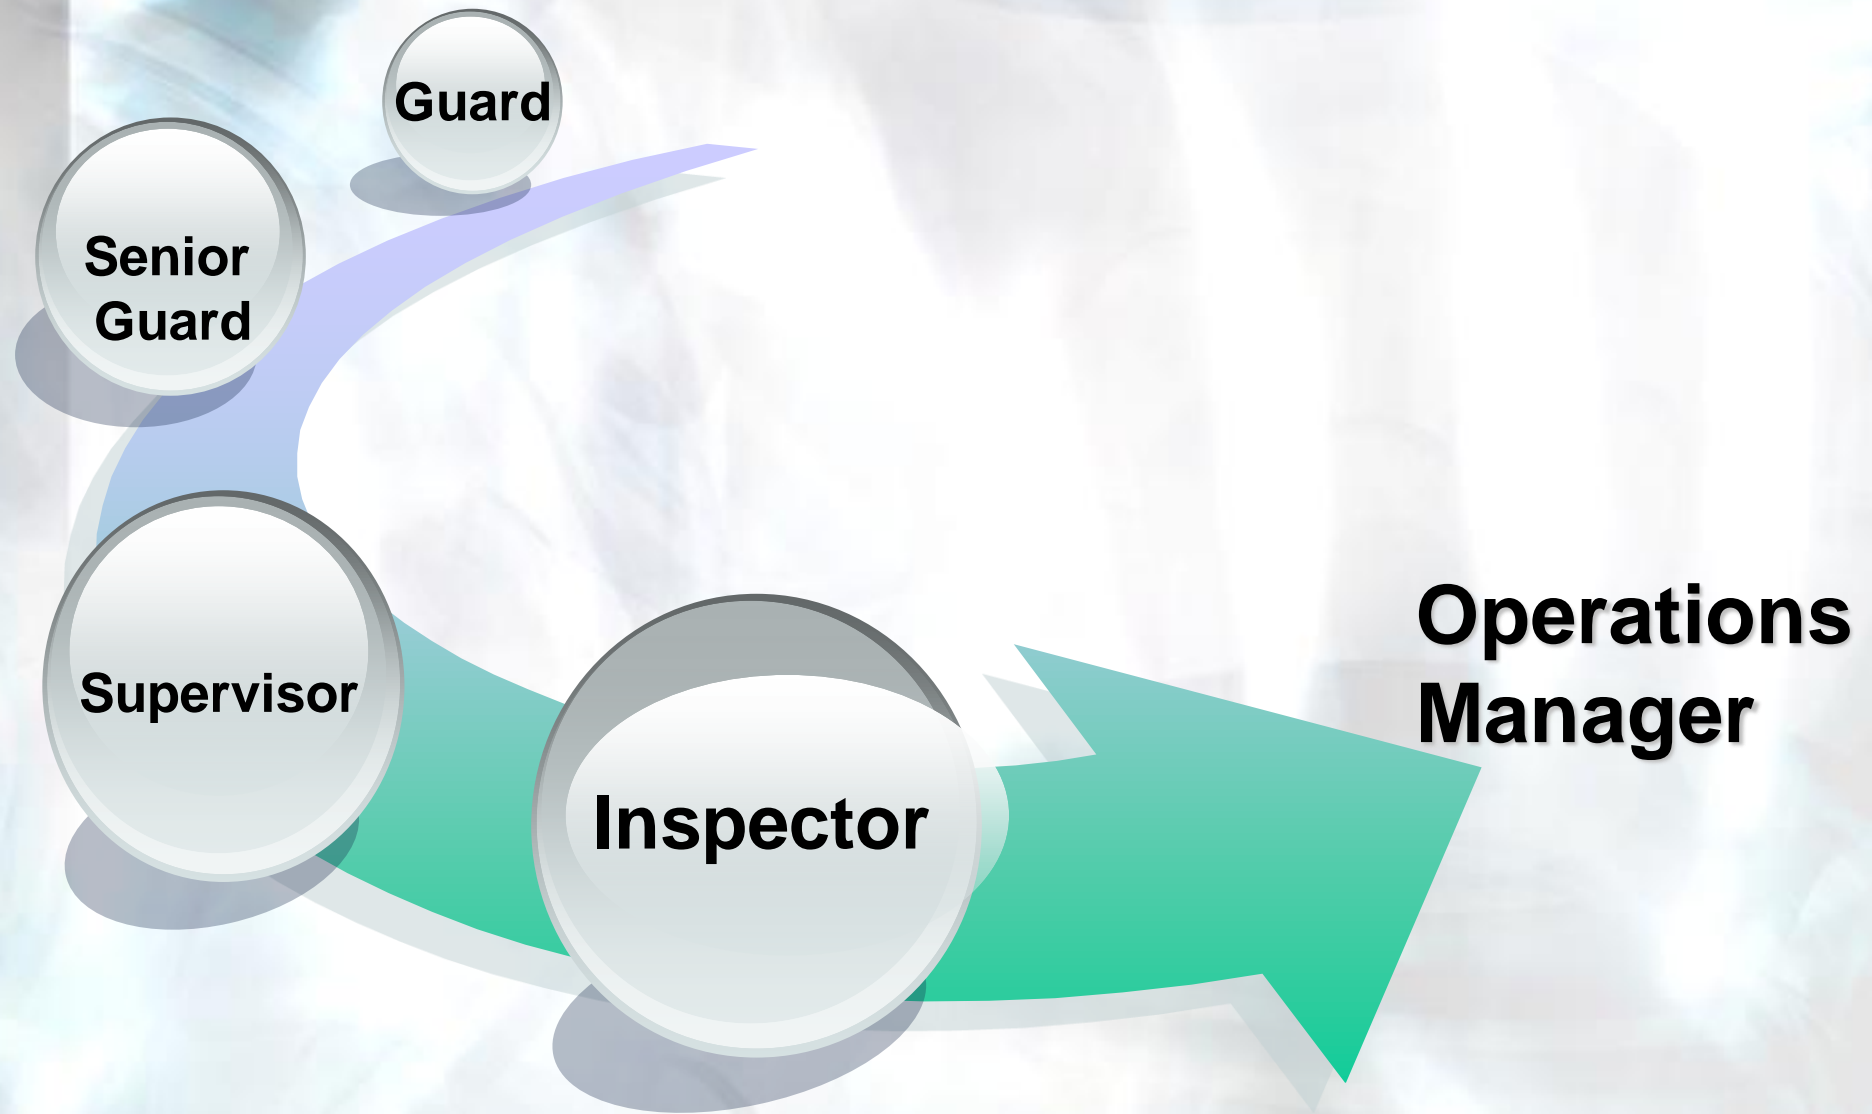 Guard
Senior
Guard
Supervisor
Inspector
Operations
Manager